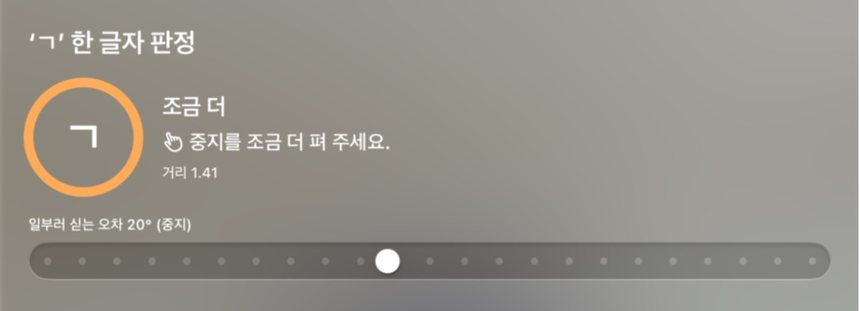 ‘ㄱ’ 한 글자 판정
ㄱ
조금 더
중지를 조금 더 펴 주세요.
거리 1.41
일부러 싣는 오차 20° (중지)